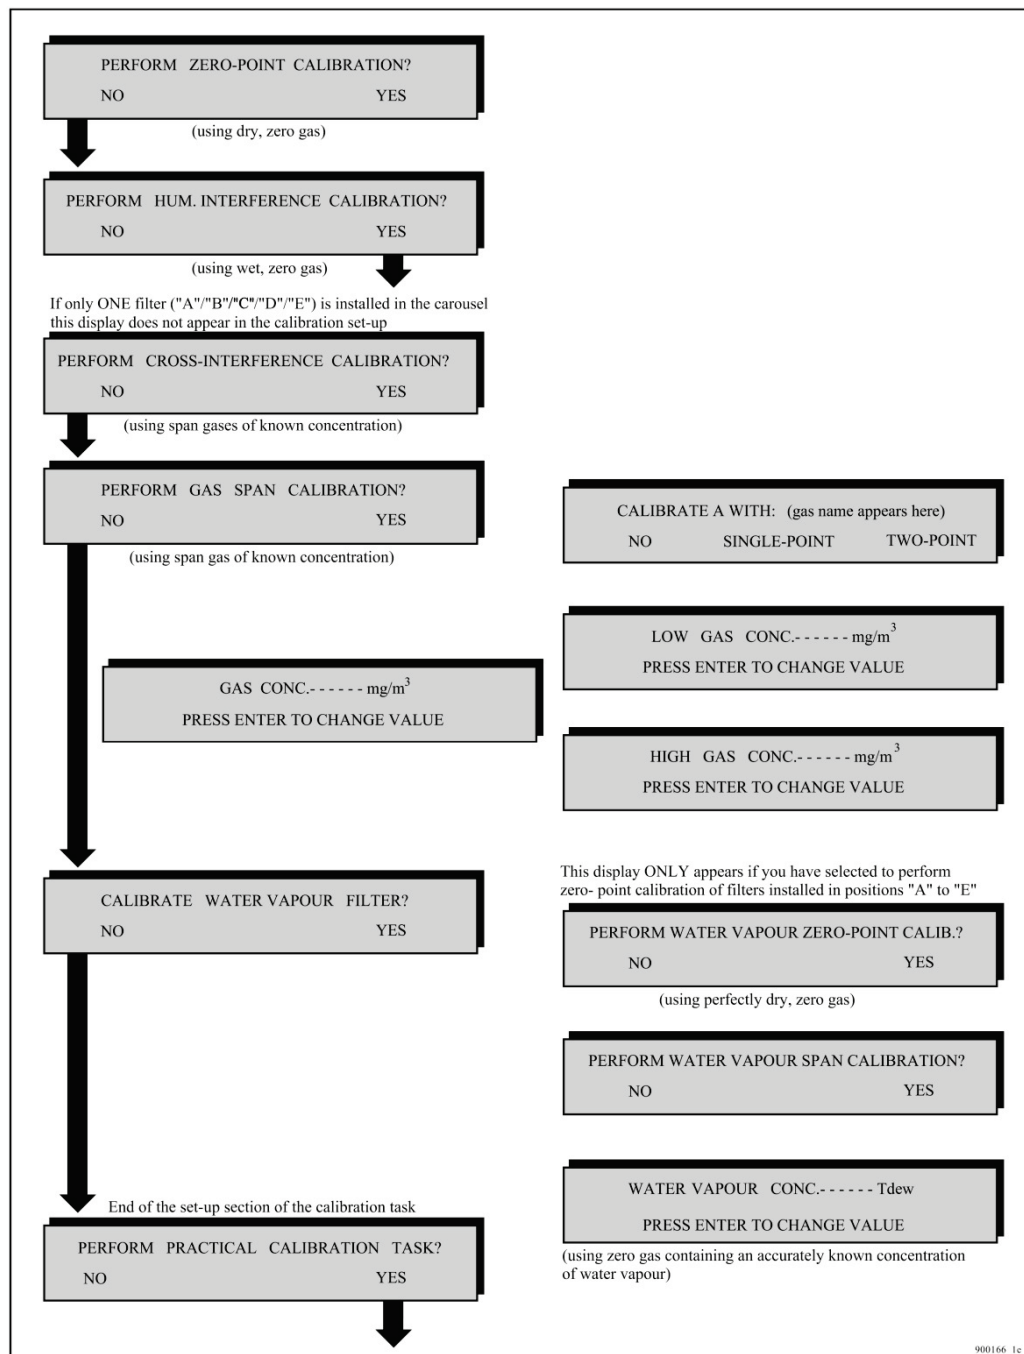 PERFORM ZERO-POINT CALIBRATION?
NO YES
(using dry, zero gas)
PERFORM HUM. INTERFERENCE CALIBRATION?
NO YES
(using wet, zero gas)
If only ONE filter ("A"/"B"/"C"/"D"/"E") is installed in the carousel
this display does not appear in the calibration set-up
PERFORM CROSS-INTERFERENCE CALIBRATION?
NO YES
(using span gases of known concentration)
PERFORM GAS SPAN CALIBRATION?
NO YES
(using span gas of known concentration)
CALIBRATE A WITH: (gas name appears here)
NO SINGLE-POINT TWO-POINT
LOW GAS CONC.- - - - - - mg/m³
PRESS ENTER TO CHANGE VALUE
GAS CONC.- - - - - - mg/m³
PRESS ENTER TO CHANGE VALUE
HIGH GAS CONC.- - - - - - mg/m³
PRESS ENTER TO CHANGE VALUE
CALIBRATE WATER VAPOUR FILTER?
NO YES
This display ONLY appears if you have selected to perform
zero- point calibration of filters installed in positions "A" to "E"
PERFORM WATER VAPOUR ZERO-POINT CALIB.?
NO YES
(using perfectly dry, zero gas)
PERFORM WATER VAPOUR SPAN CALIBRATION?
NO YES
WATER VAPOUR CONC.- - - - - - Tdew
PRESS ENTER TO CHANGE VALUE
(using zero gas containing an accurately known concentration
of water vapour)
End of the set-up section of the calibration task
PERFORM PRACTICAL CALIBRATION TASK?
NO YES
900166 1e